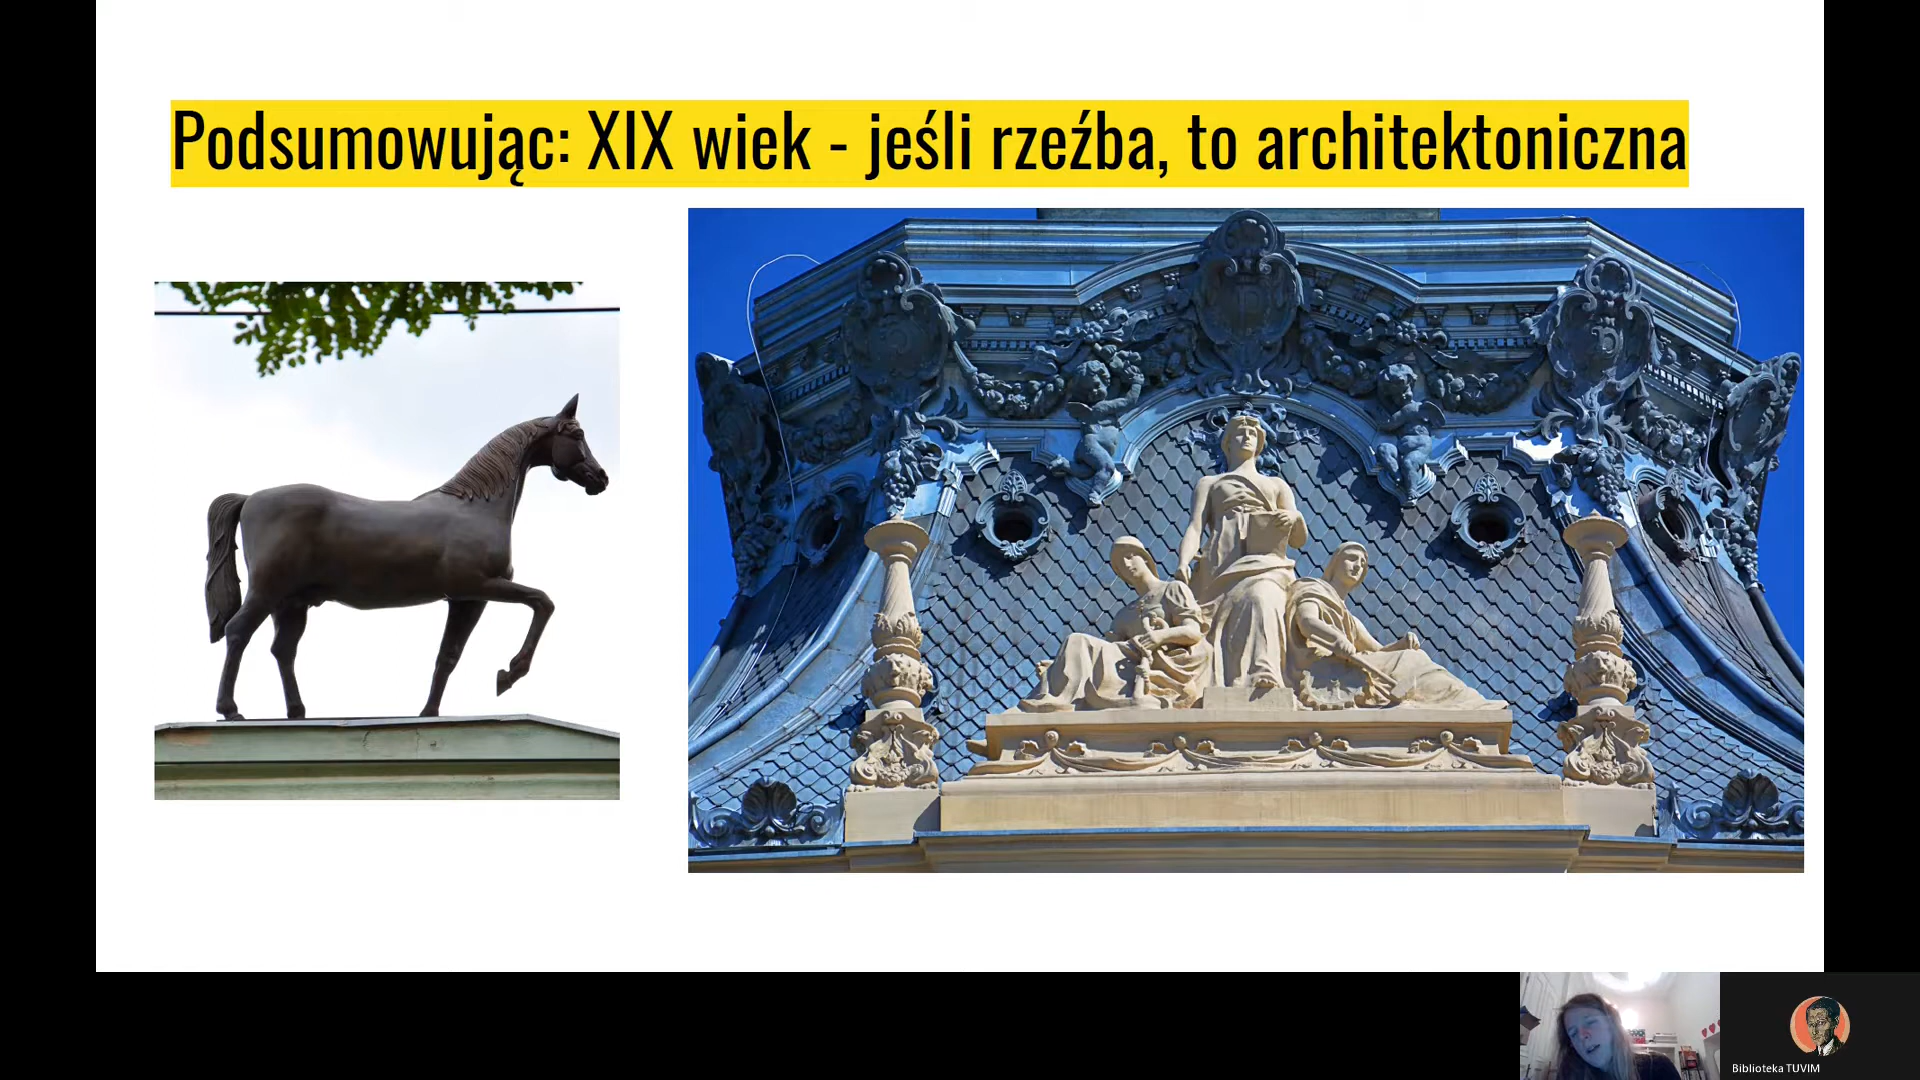 Podsumowując: XIX wiek - jeśli rzeźba, to architektoniczna
Biblioteka TUVIM